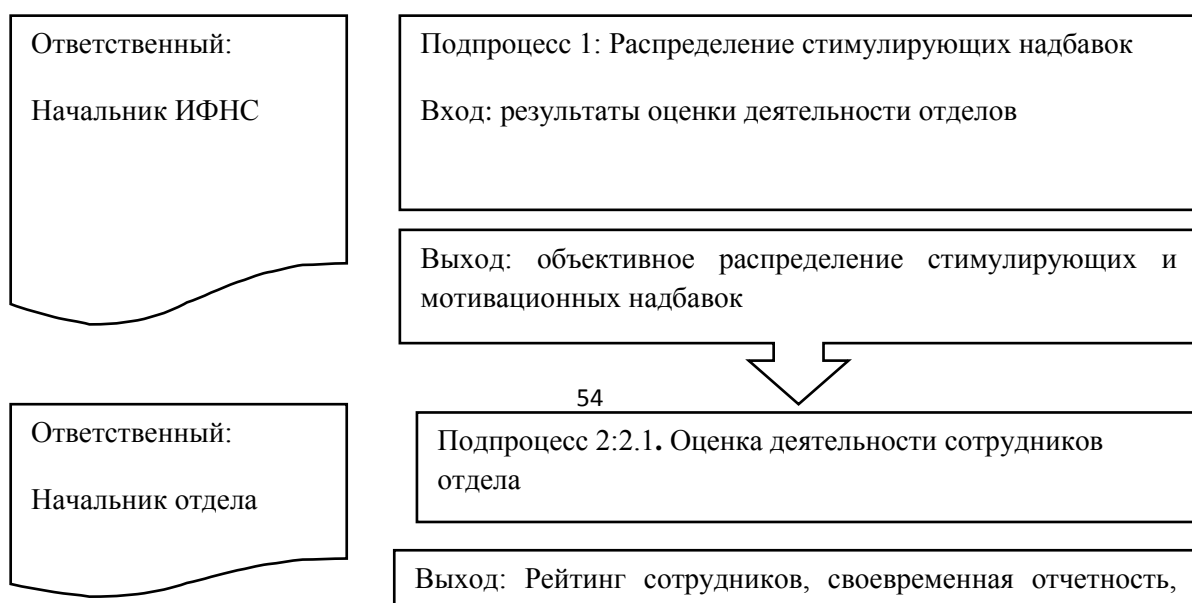 Ответственный:
Начальник ИФНС
Подпроцесс 1: Распределение стимулирующих надбавок
Вход: результаты оценки деятельности отделов
Выход: объективное распределение стимулирующих и
мотивационных надбавок
54
Ответственный:
Начальник отдела
Подпроцесс 2:2.1. Оценка деятельности сотрудников
отдела
Выход: Рейтинг сотрудников, своевременная отчетность,